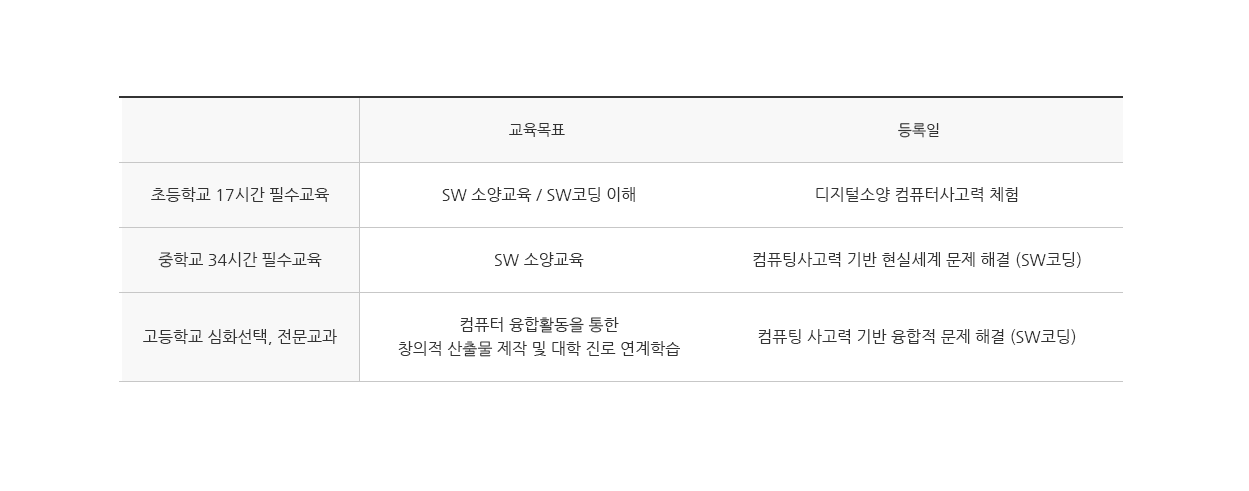 교육목표
등록일
초등학교 17시간 필수교육
SW 소양교육 / SW코딩 이해
디지털소양 컴퓨터사고력 체험
중학교 34시간 필수교육
SW 소양교육
컴퓨팅사고력 기반 현실세계 문제 해결 (SW코딩)
고등학교 심화선택, 전문교과
컴퓨터 융합활동을 통한
창의적 산출물 제작 및 대학 진로 연계학습
컴퓨팅 사고력 기반 융합적 문제 해결 (SW코딩)